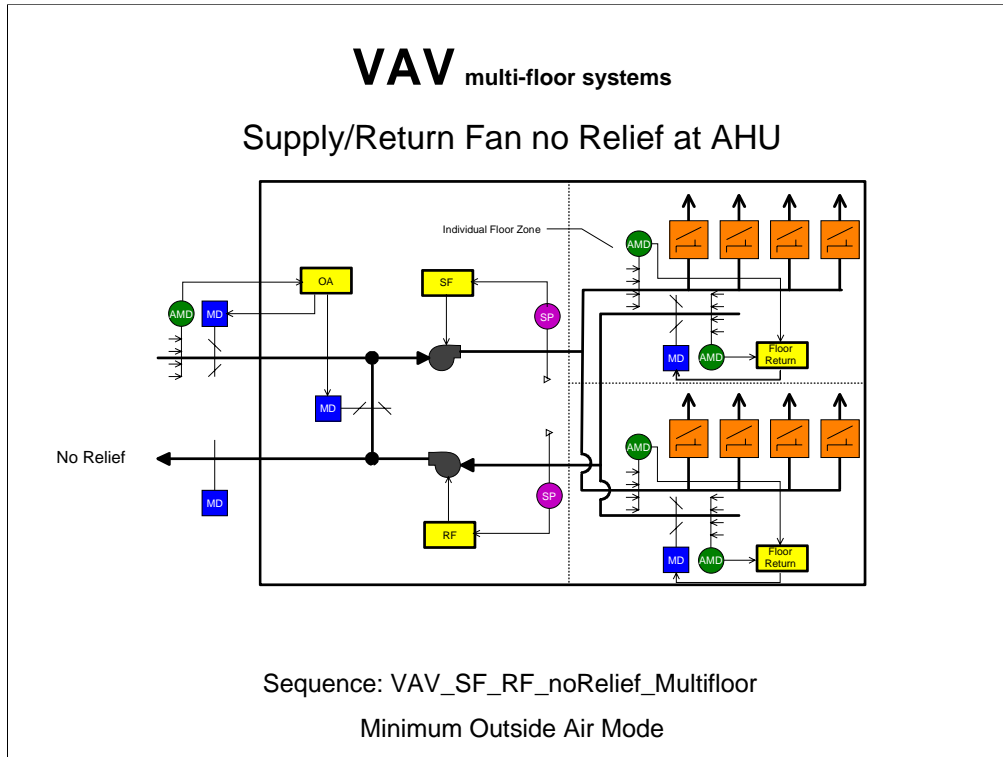 VAV multi-floor systems
Supply/Return Fan no Relief at AHU
Individual Floor Zone
AMD
OA
SF
AMD
MD
SP
MD
AMD
Floor
Return
MD
No Relief
AMD
SP
MD
RF
MD
AMD
Floor
Return
Sequence: VAV_SF_RF_noRelief_Multifloor
Minimum Outside Air Mode